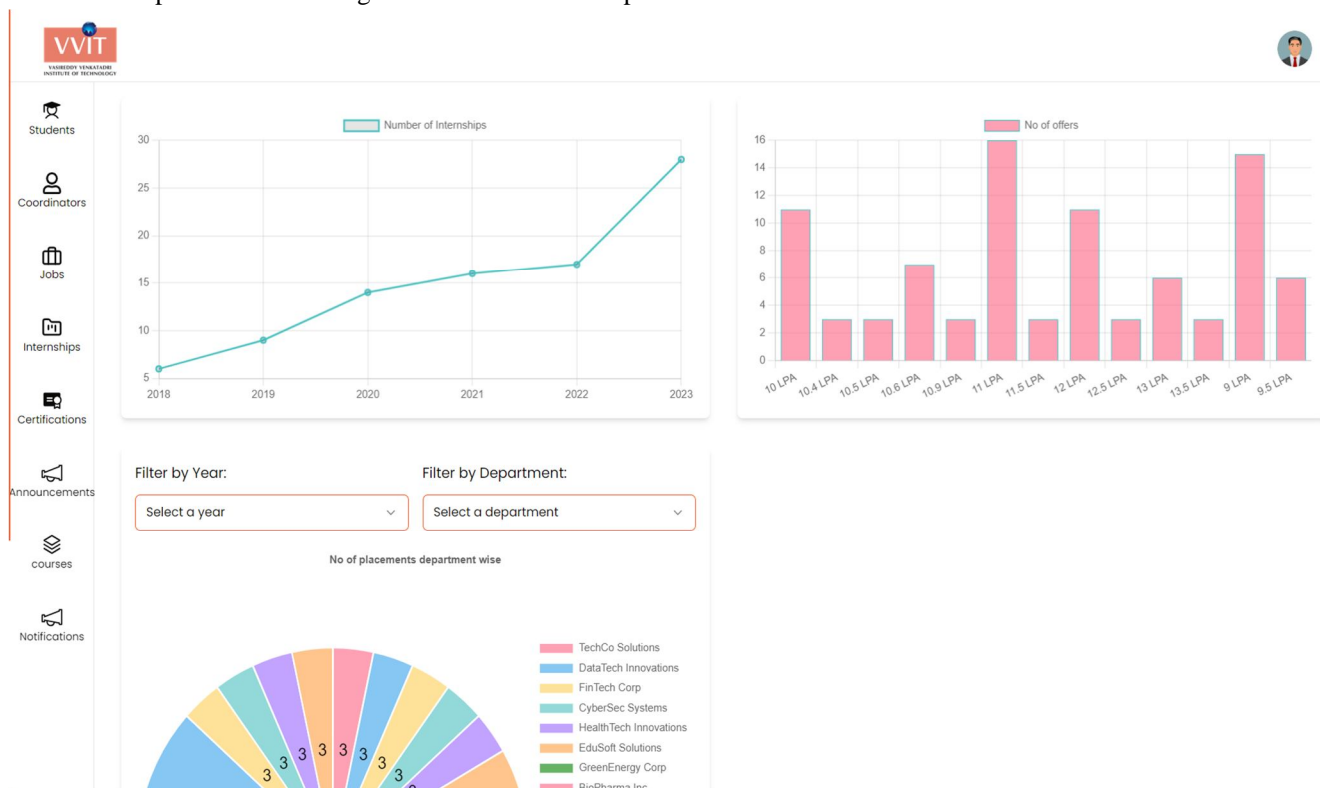 VVIT
VASIREDDY VENKATADRI
INSTITUTE OF TECHNOLOGY
Students
Coordinators
Jobs
Internships
Certifications
Announcements
courses
Notifications
Number of Internships
30
25
20
15
10
5
2018 2019 2020 2021 2022 2023
No of offers
16
14
12
10
8
6
4
2
0
10 LPA 10.4 LPA 10.5 LPA 10.6 LPA 10.9 LPA 11 LPA 11.5 LPA 12 LPA 12.5 LPA 13 LPA 13.5 LPA 9 LPA 9.5 LPA
Filter by Year: Filter by Department:
Select a year Select a department
No of placements department wise
TechCo Solutions
DataTech Innovations
FinTech Corp
CyberSec Systems
HealthTech Innovations
EduSoft Solutions
GreenEnergy Corp
BioPharma Inc
3 3 3 3 3 3 3 3